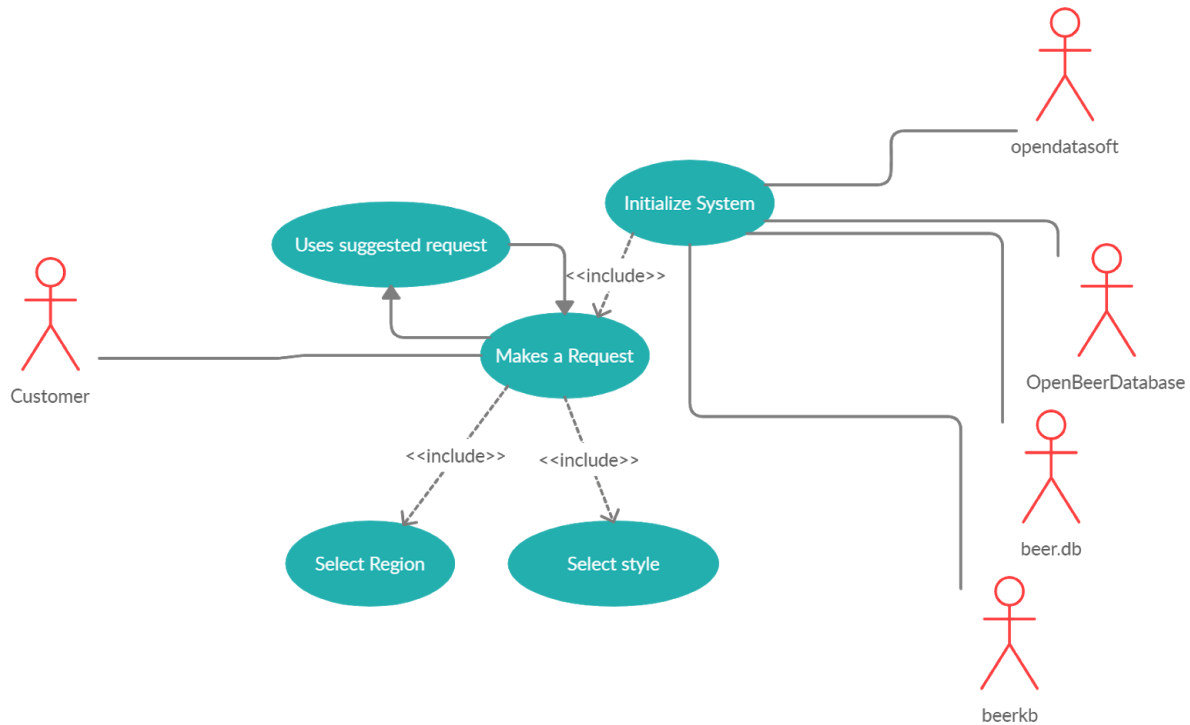 opendatasoft
Initialize System
Uses suggested request
<<include>>
Makes a Request
OpenBeerDatabase
Customer
<<include>>
<<include>>
beer.db
Select Region
Select style
beerkb